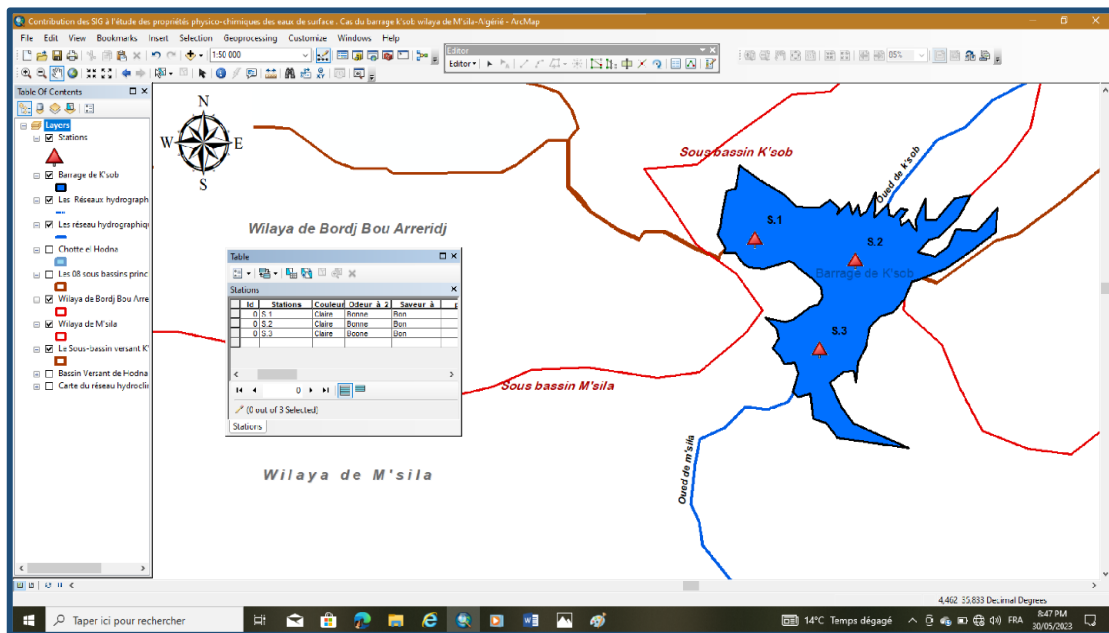 Contribution des SIG à l'étude des propriétés physico-chimiques des eaux de surface . Cas du barrage k'sob wilaya de M'sila-Algérié - ArcMap
File Edit View Bookmarks Insert Selection Geoprocessing Customize Windows Help
1:50 000
Editor
Editor
Table Of Contents
Layers
Stations
Barrage de K'sob
Les Réseaux hydrograph
Les réseau hydrographiqu
Chotte el Hodna
Les 08 sous bassins princ
Wilaya de Bordj Bou Arre
Wilaya de M'sila
Le Sous-bassin versant K'
Bassin Versant de Hodna
Carte du réseau hydrocli
N
W E
S
Sous bassin K'sob
Oued de k'sob
Wilaya de Bordj Bou Arreridj
S.1
S.2
Barrage de K'sob
S.3
Sous bassin M'sila
Oued de m'sila
Wilaya de M'sila
Table
Stations
Id Stations Couleur Odeur à 2 Saveur à
0 S.1 Claire Bonne Bon
0 S.2 Claire Bonne Bon
0 S.3 Claire Bonne Bon
0
(0 out of 3 Selected)
Stations
4,462 35,833 Decimal Degrees
Taper ici pour rechercher
14°C Temps dégagé
FRA
8:47 PM
30/05/2023